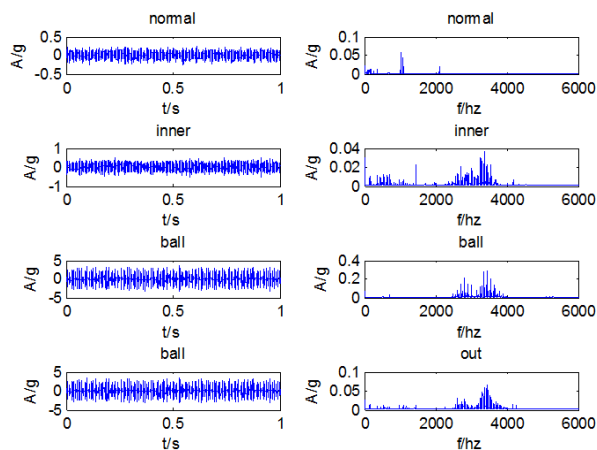 normal normal
0.5 0.1
A/g 0 A/g 0.05
-0.5 0
0 0.5 1 0 2000 4000 6000
t/s f/hz
inner inner
1 0.04
A/g 0 A/g 0.02
-1 0.00
0 0.5 1 0 2000 4000 6000
t/s f/hz
ball ball
5 0.4
A/g 0 A/g 0.2
-5 0
0 0.5 1 0 2000 4000 6000
t/s f/hz
ball out
5 0.1
A/g 0 A/g 0.05
-5 0
0 0.5 1 0 2000 4000 6000
t/s f/hz